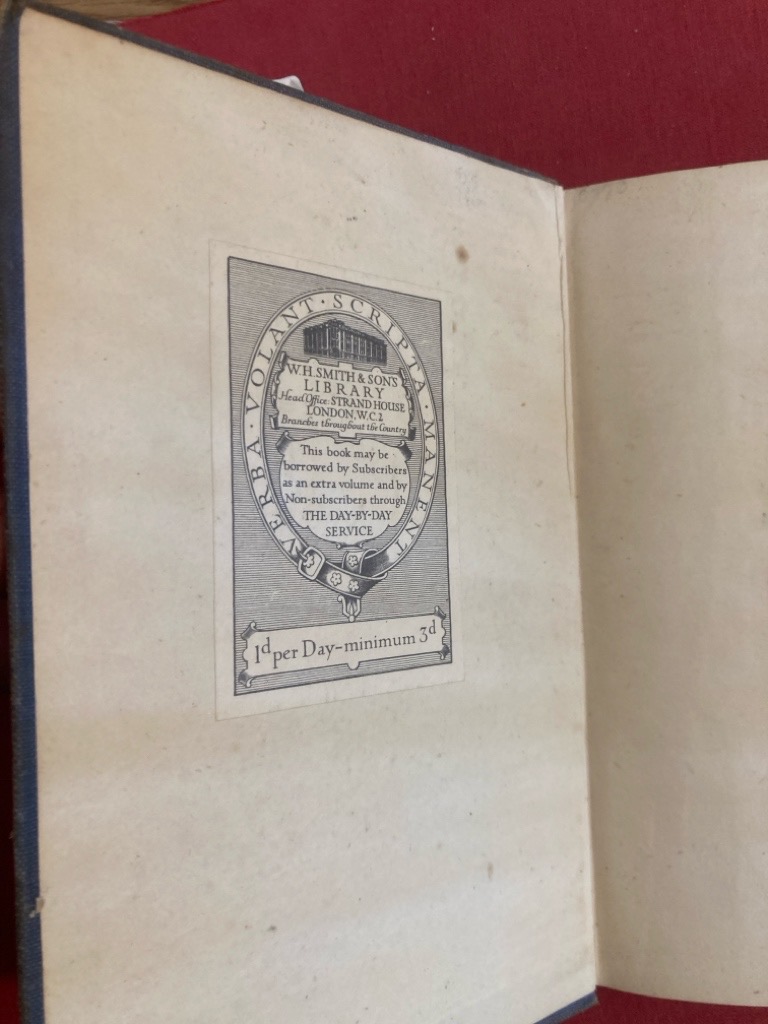 VERBA · VOLANT · SCRIPTA · MANENT
W.H. SMITH & SON'S
LIBRARY
Head Office: STRAND HOUSE
LONDON, W.C.2
Branches throughout the Country
This book may be
borrowed by Subscribers
as an extra volume and by
Non-subscribers through
THE DAY-BY-DAY
SERVICE
1d per Day-minimum 3d